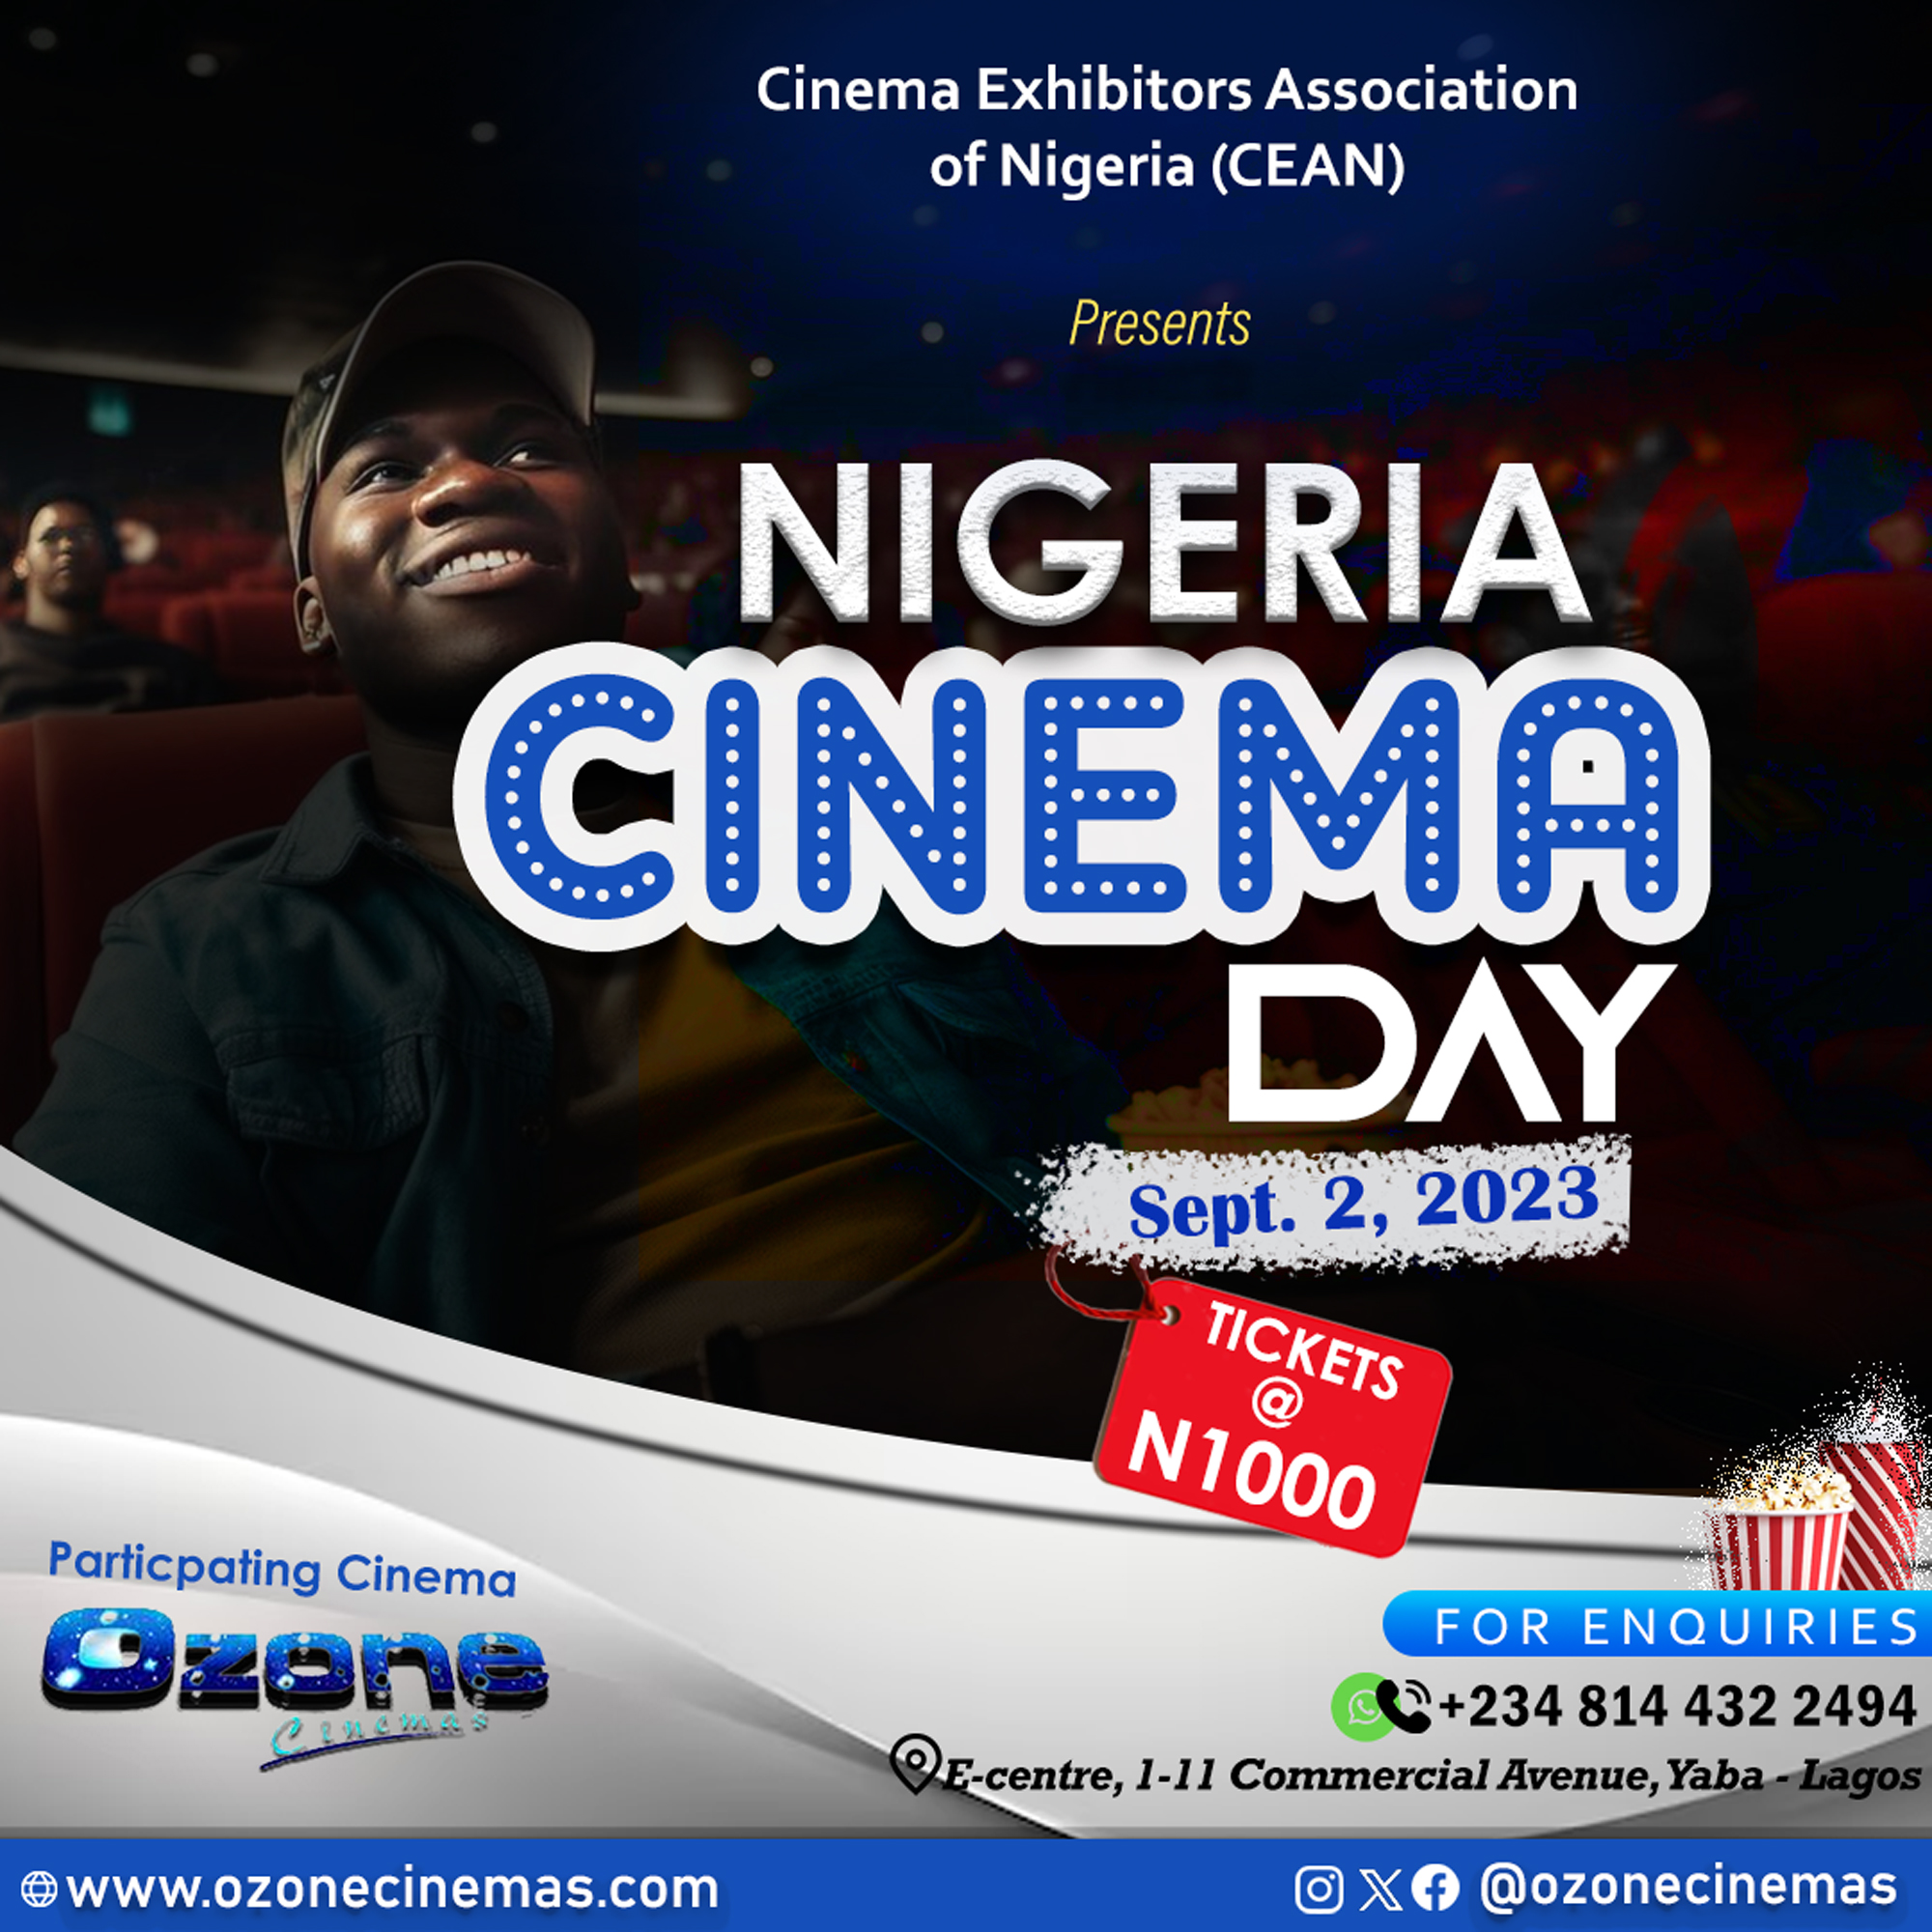 Cinema Exhibitors Association
of Nigeria (CEAN)
Presents
NIGERIA
CINEMA
DAY
Sept. 2, 2023
TICKETS
@
N1000
Particpating Cinema
Ozone
Cinemas
FOR ENQUIRIES
+234 814 432 2494
E-centre, 1-11 Commercial Avenue, Yaba - Lagos
www.ozonecinemas.com
@ozonecinemas